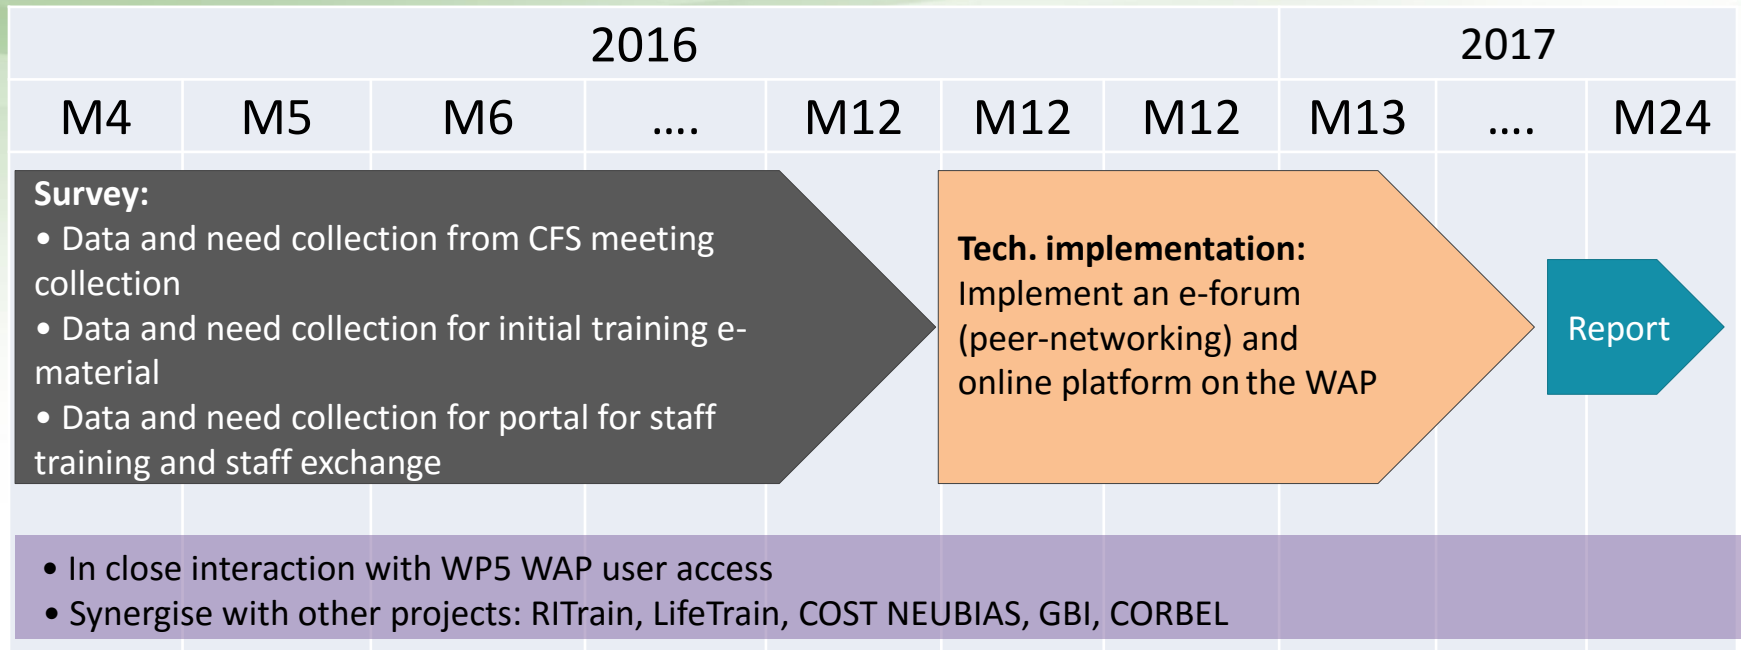 2016 2017
M4 M5 M6 .... M12 M12 M12 M13 .... M24
Survey:
• Data and need collection from CFS meeting
collection
• Data and need collection for initial training e-
material
• Data and need collection for portal for staff
training and staff exchange
Tech. implementation:
Implement an e-forum
(peer-networking) and
online platform on the WAP
Report
• In close interaction with WP5 WAP user access
• Synergise with other projects: RITrain, LifeTrain, COST NEUBIAS, GBI, CORBEL